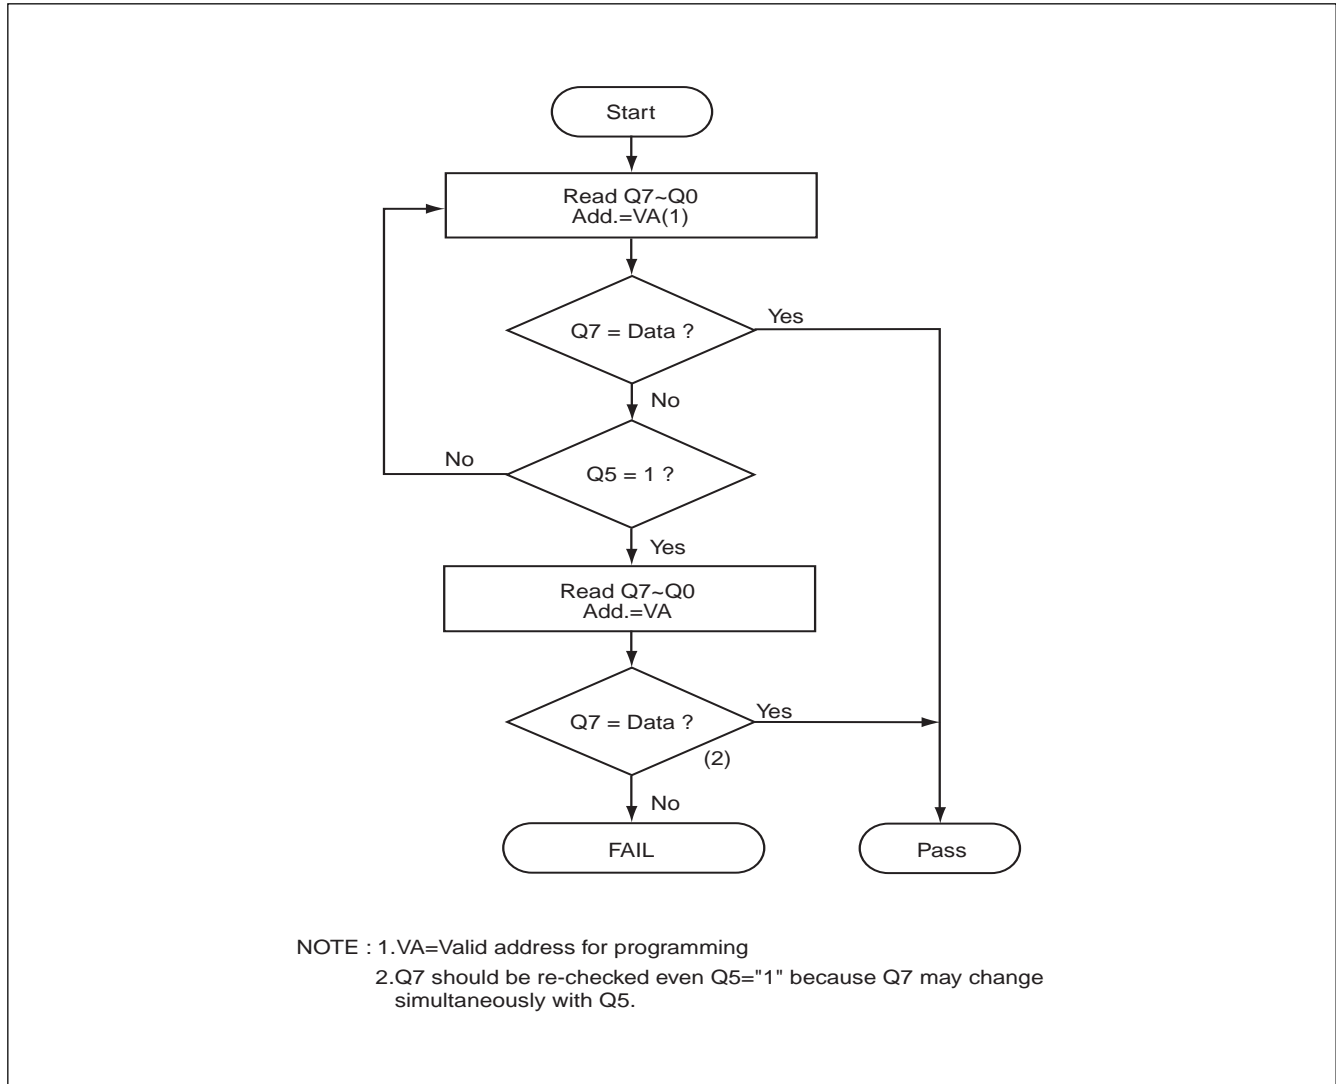 Start
Read Q7~Q0
Add.=VA(1)
Q7 = Data ?
Yes
No
No
Q5 = 1 ?
Yes
Read Q7~Q0
Add.=VA
Q7 = Data ?
Yes
(2)
No
FAIL
Pass
NOTE : 1.VA=Valid address for programming
2.Q7 should be re-checked even Q5="1" because Q7 may change
simultaneously with Q5.